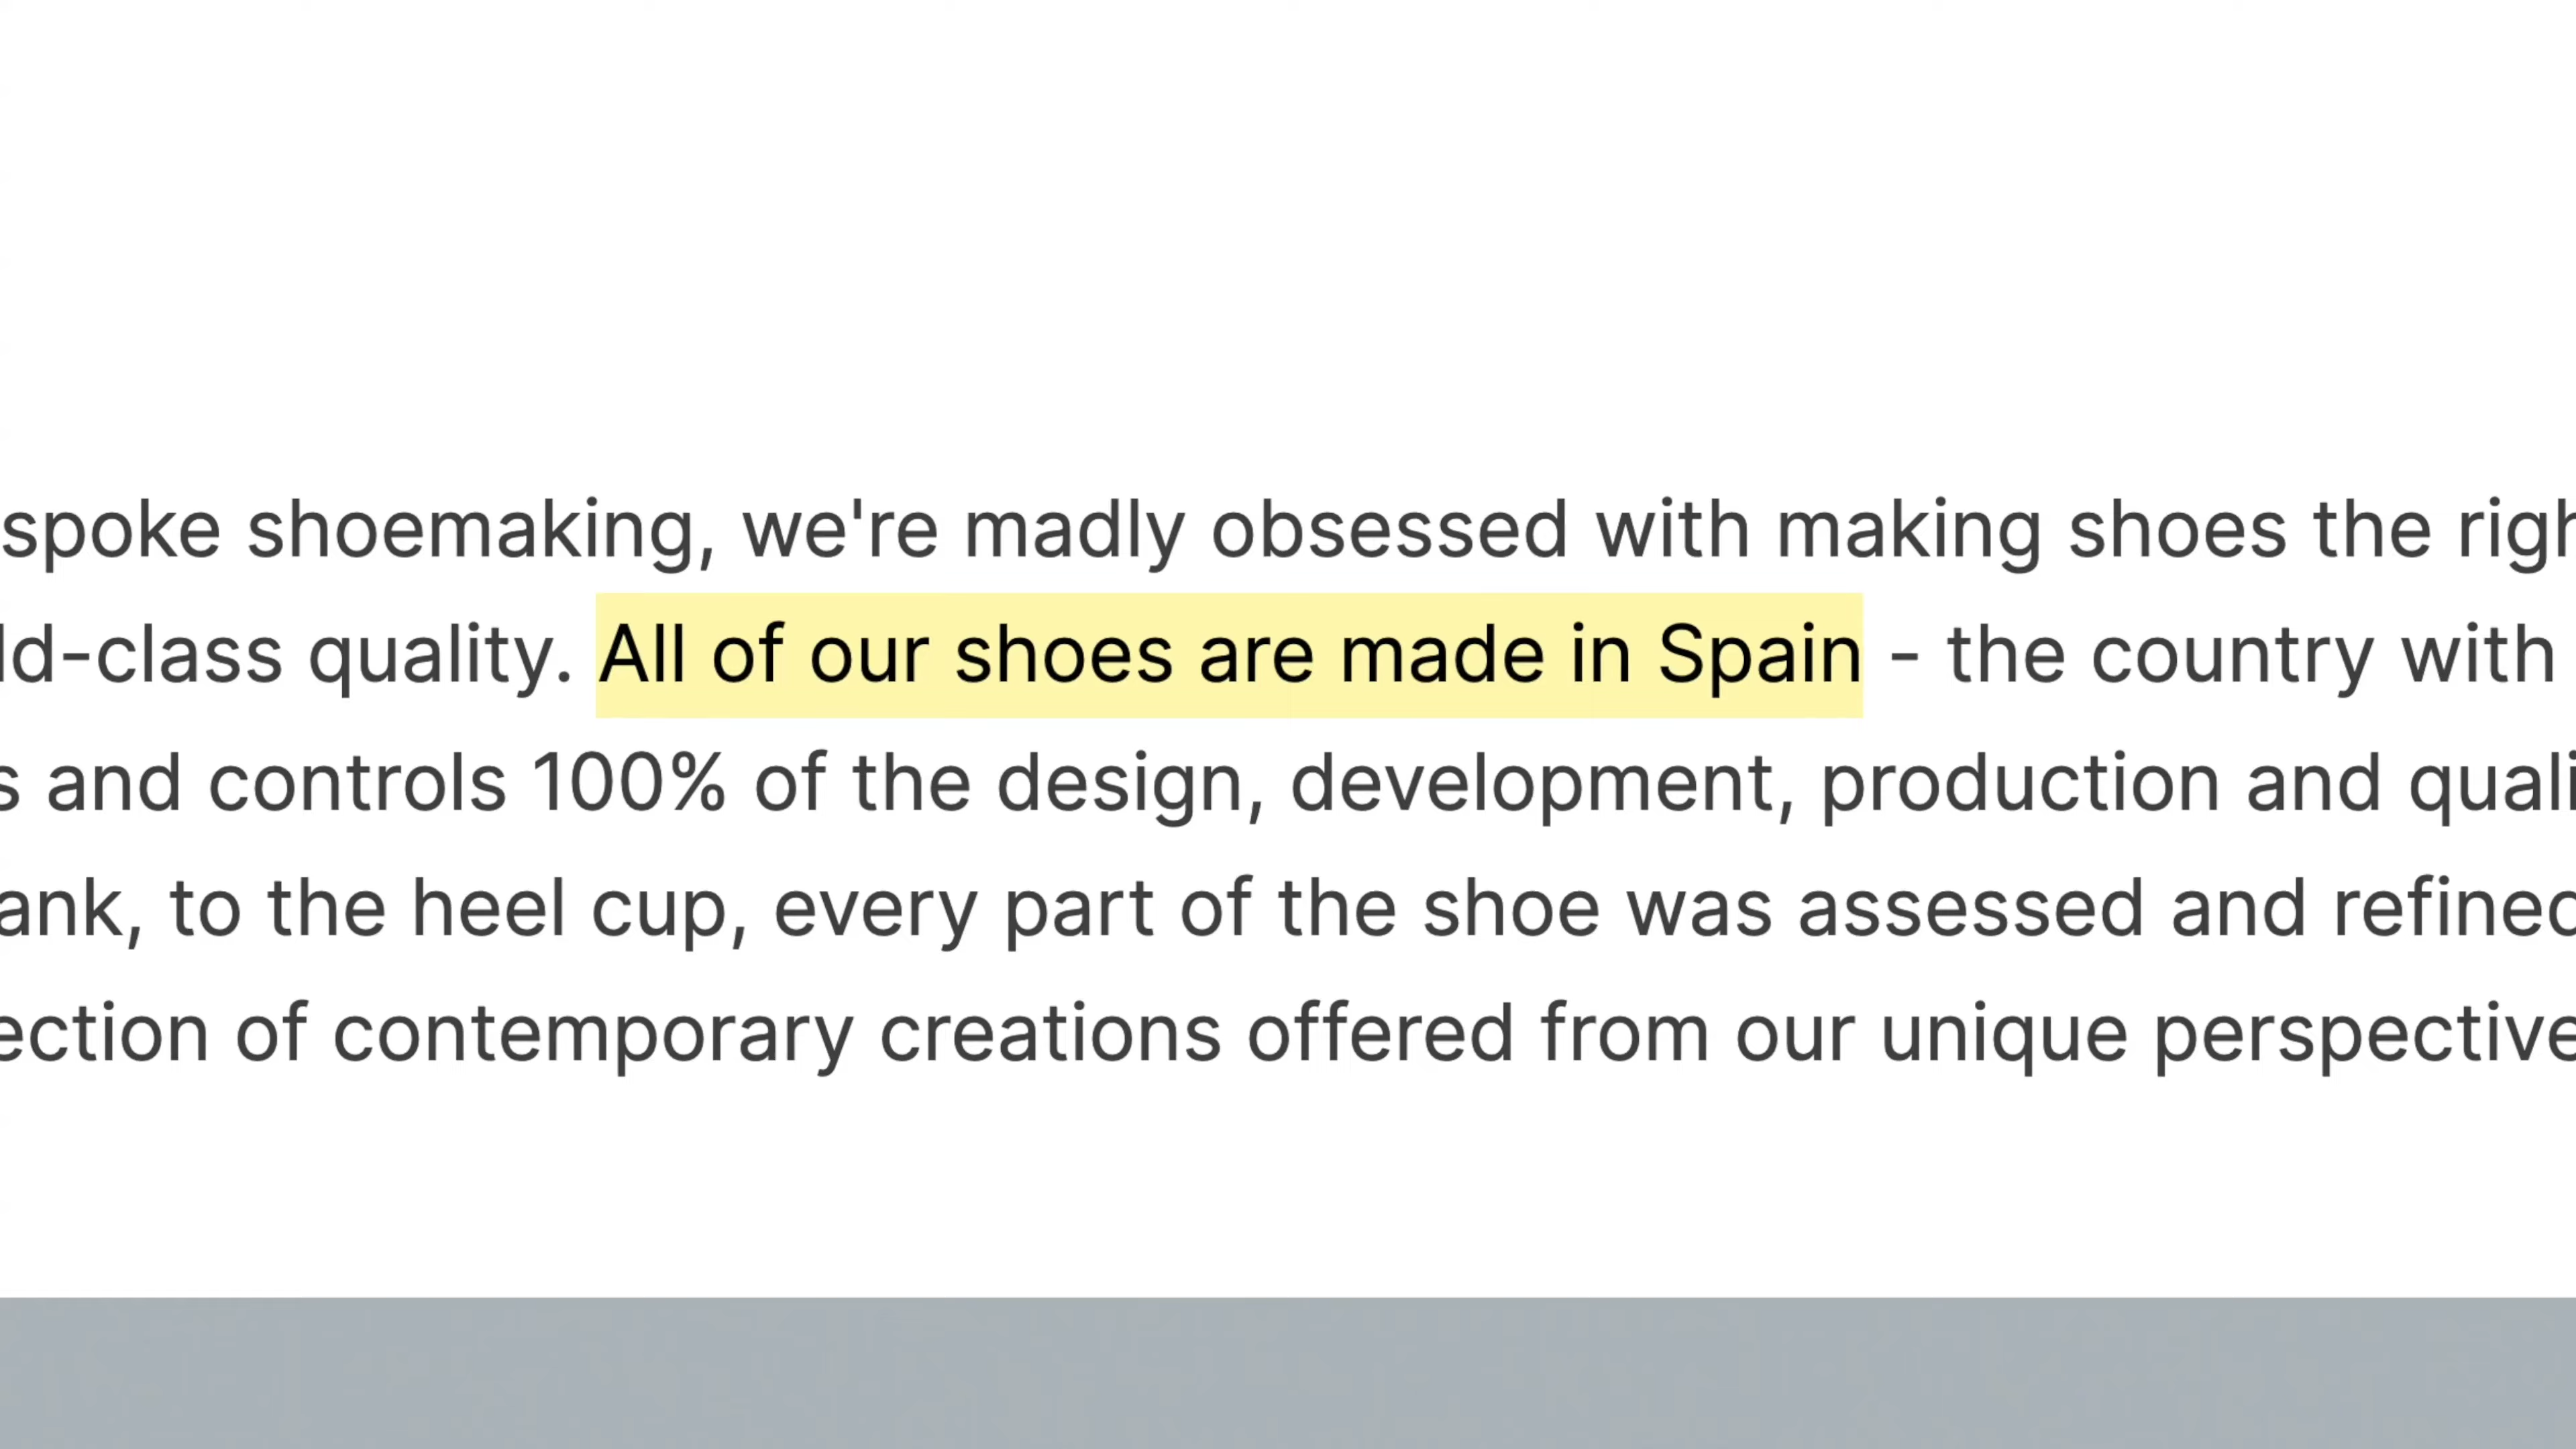 spoke shoemaking, we're madly obsessed with making shoes the righ
ld-class quality. All of our shoes are made in Spain - the country with
s and controls 100% of the design, development, production and quali
ank, to the heel cup, every part of the shoe was assessed and refined
ection of contemporary creations offered from our unique perspective